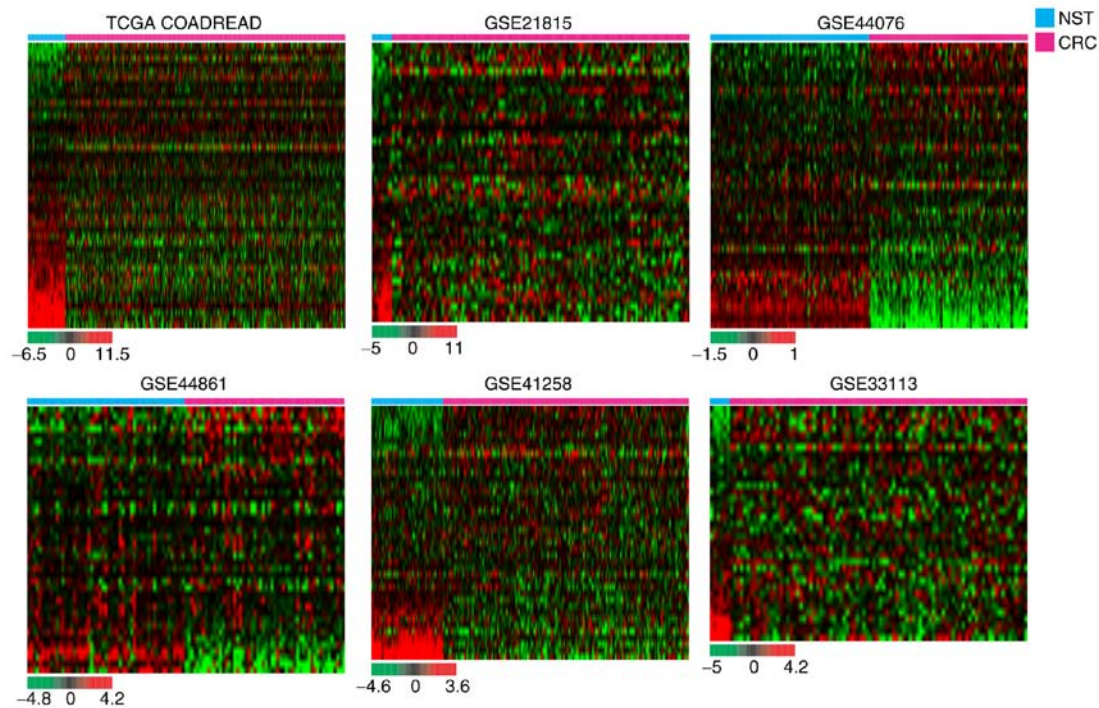 TCGA COADREAD
GSE21815
GSE44076
NST
CRC
−6.5 0 11.5
−5 0 11
−1.5 0 1
GSE44861
GSE41258
GSE33113
−4.8 0 4.2
−4.6 0 3.6
−5 0 4.2